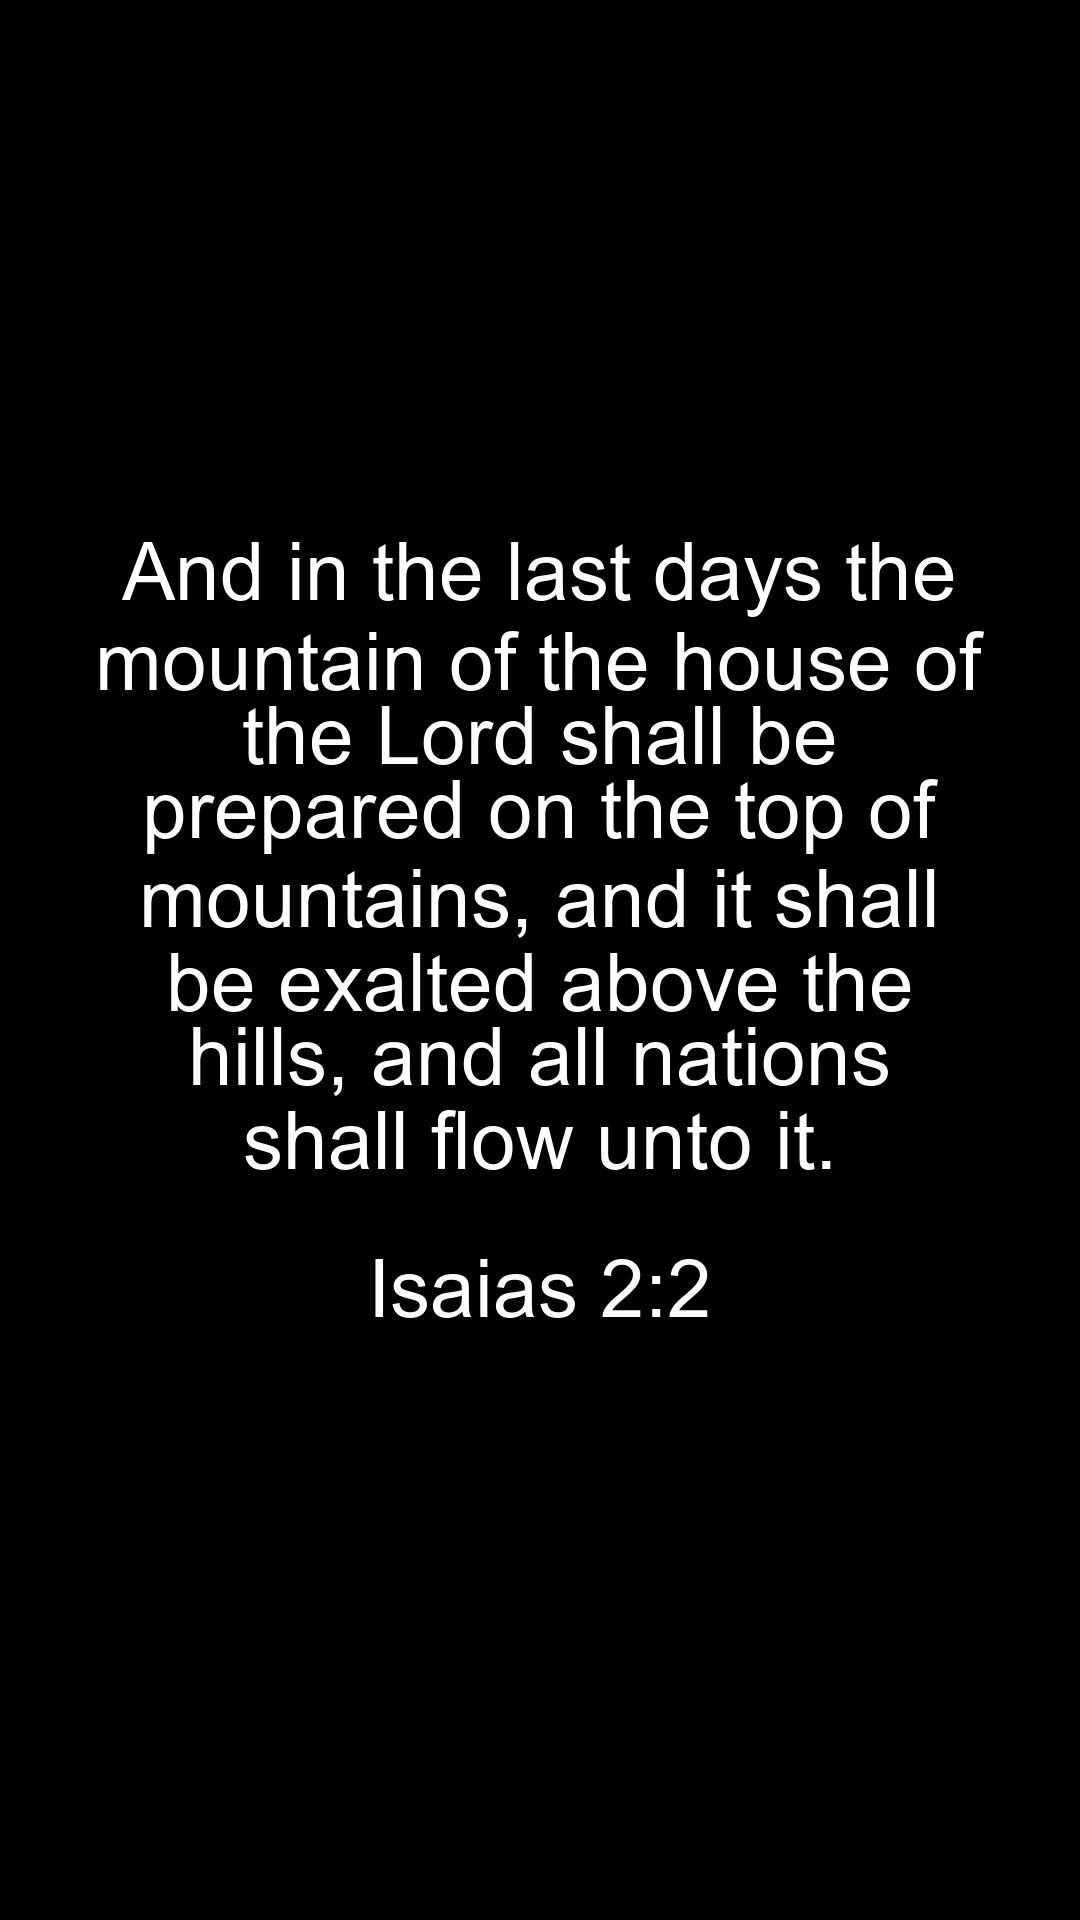 And in the last days the
mountain of the house of
the Lord shall be
prepared on the top of
mountains, and it shall
be exalted above the
hills, and all nations
shall flow unto it.
Isaias 2:2